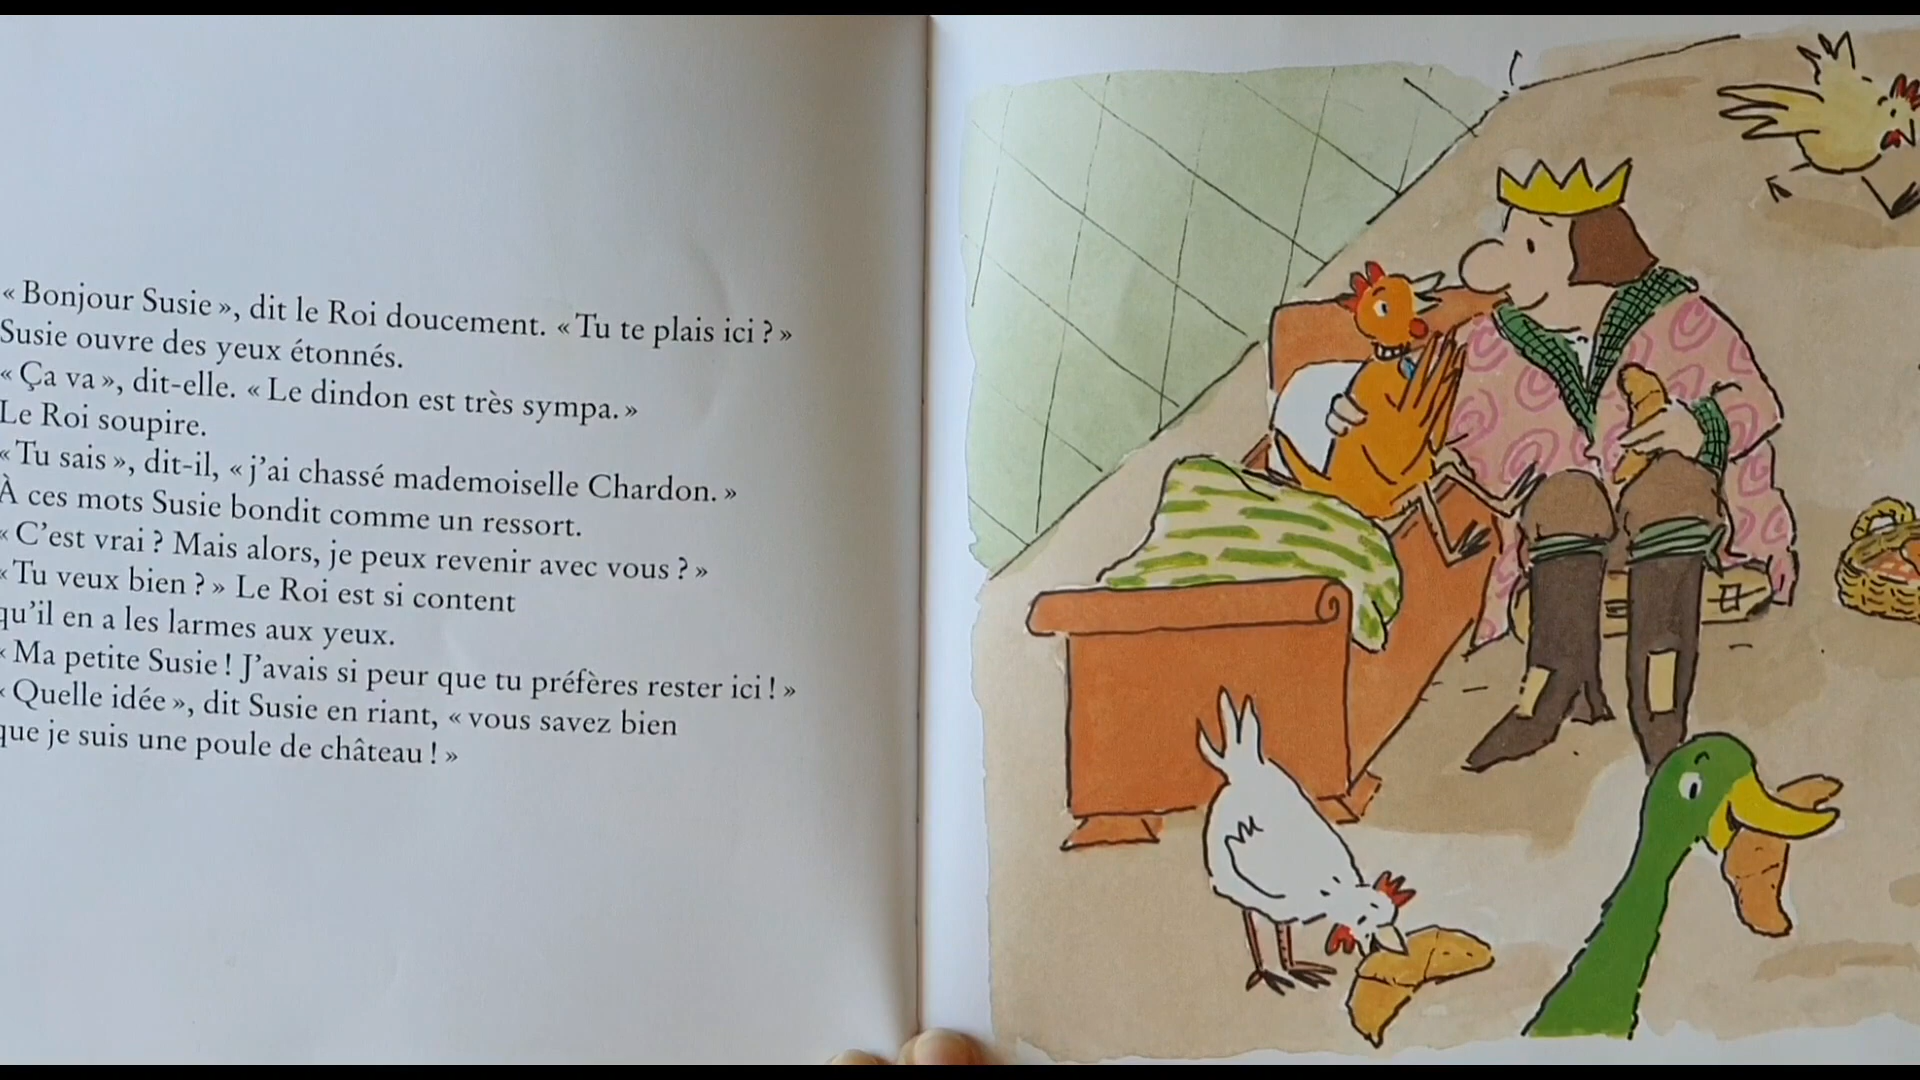 « Bonjour Susie », dit le Roi doucement. « Tu te plais ici ? »
Susie ouvre des yeux étonnés.
« Ça va », dit-elle. « Le dindon est très sympa. »
Le Roi soupire.
« Tu sais », dit-il, « j'ai chassé mademoiselle Chardon. »
À ces mots Susie bondit comme un ressort.
« C'est vrai ? Mais alors, je peux revenir avec vous ? »
« Tu veux bien ? » Le Roi est si content
qu'il en a les larmes aux yeux.
« Ma petite Susie ! J'avais si peur que tu préfères rester ici ! »
« Quelle idée », dit Susie en riant, « vous savez bien
que je suis une poule de château ! »